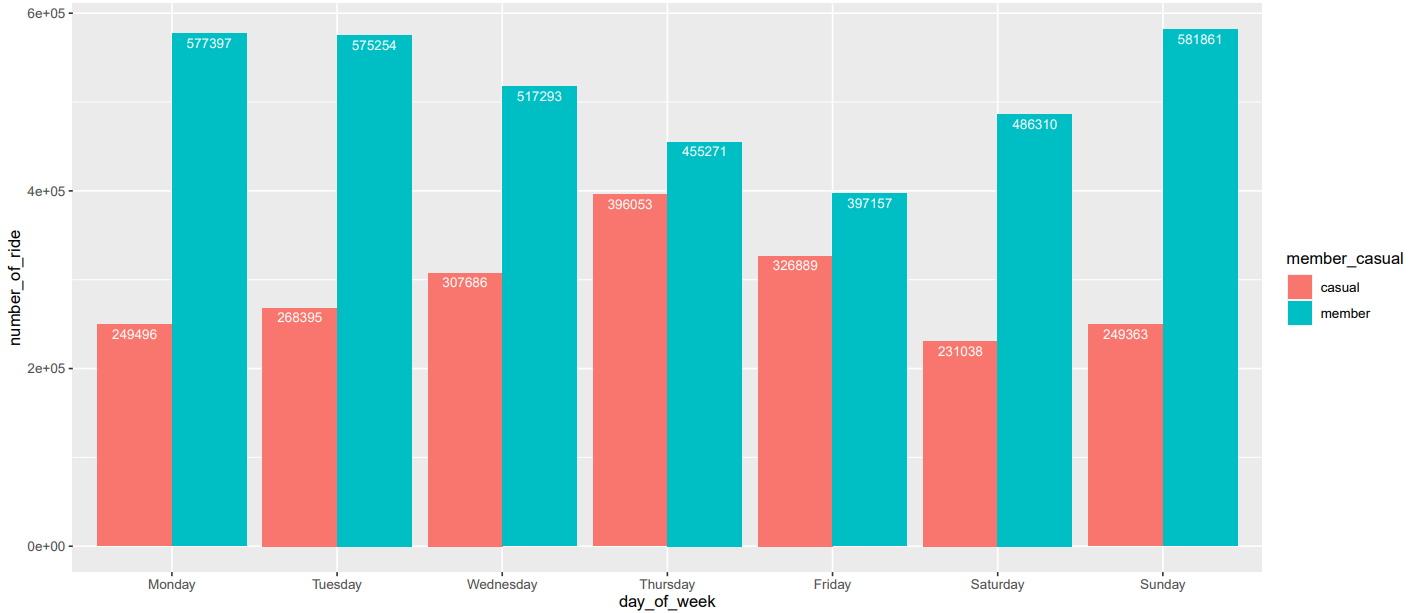 6e+05
4e+05
2e+05
0e+00
number_of_ride
577397
575254
517293
455271
397157
486310
581861
249496
268395
307686
396053
326889
231038
249363
Monday
Tuesday
Wednesday
Thursday
Friday
Saturday
Sunday
day_of_week
member_casual
casual
member